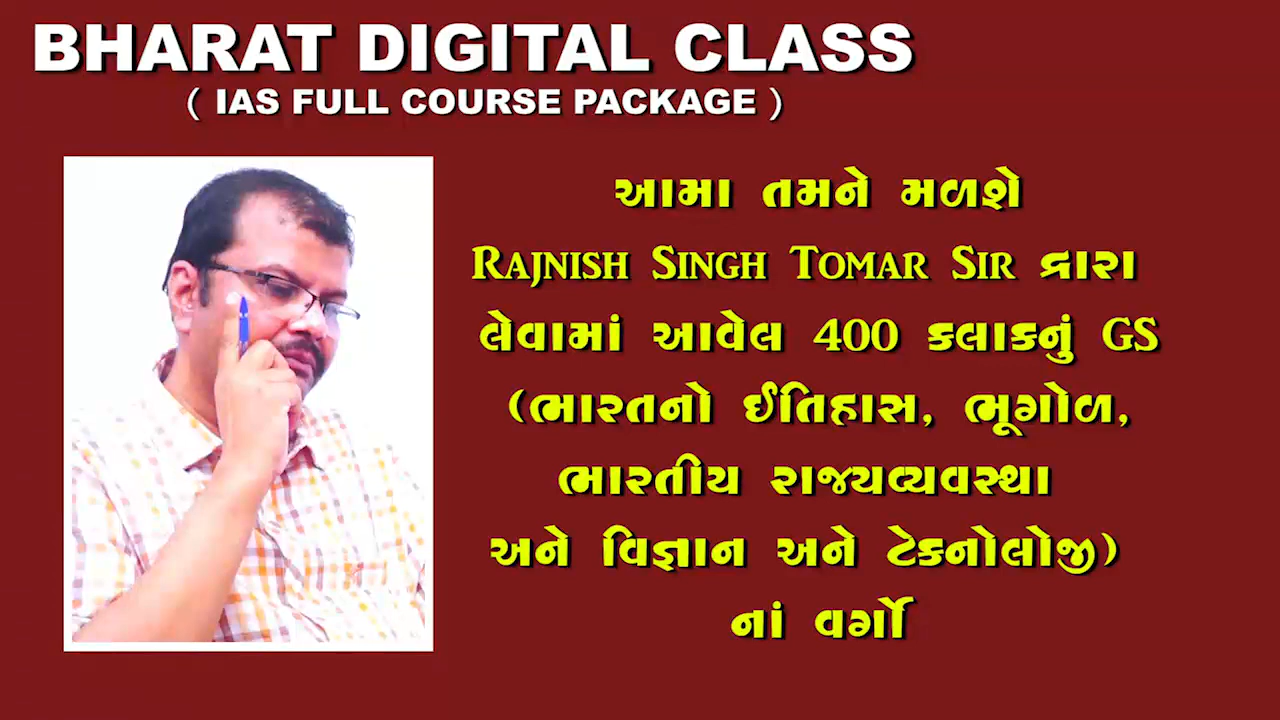 BHARAT DIGITAL CLASS
( IAS FULL COURSE PACKAGE )
આમા તમને મળશે
RAJNISH SINGH TOMAR SIR દ્વારા
લેવામાં આવેલ 400 કલાકનું GS
(ભારતનો ઈતિહાસ, ભૂગોળ,
ભારતીય રાજ્યવ્યવસ્થા
અને વિજ્ઞાન અને ટેકનોલોજી)
નાં વર્ગો